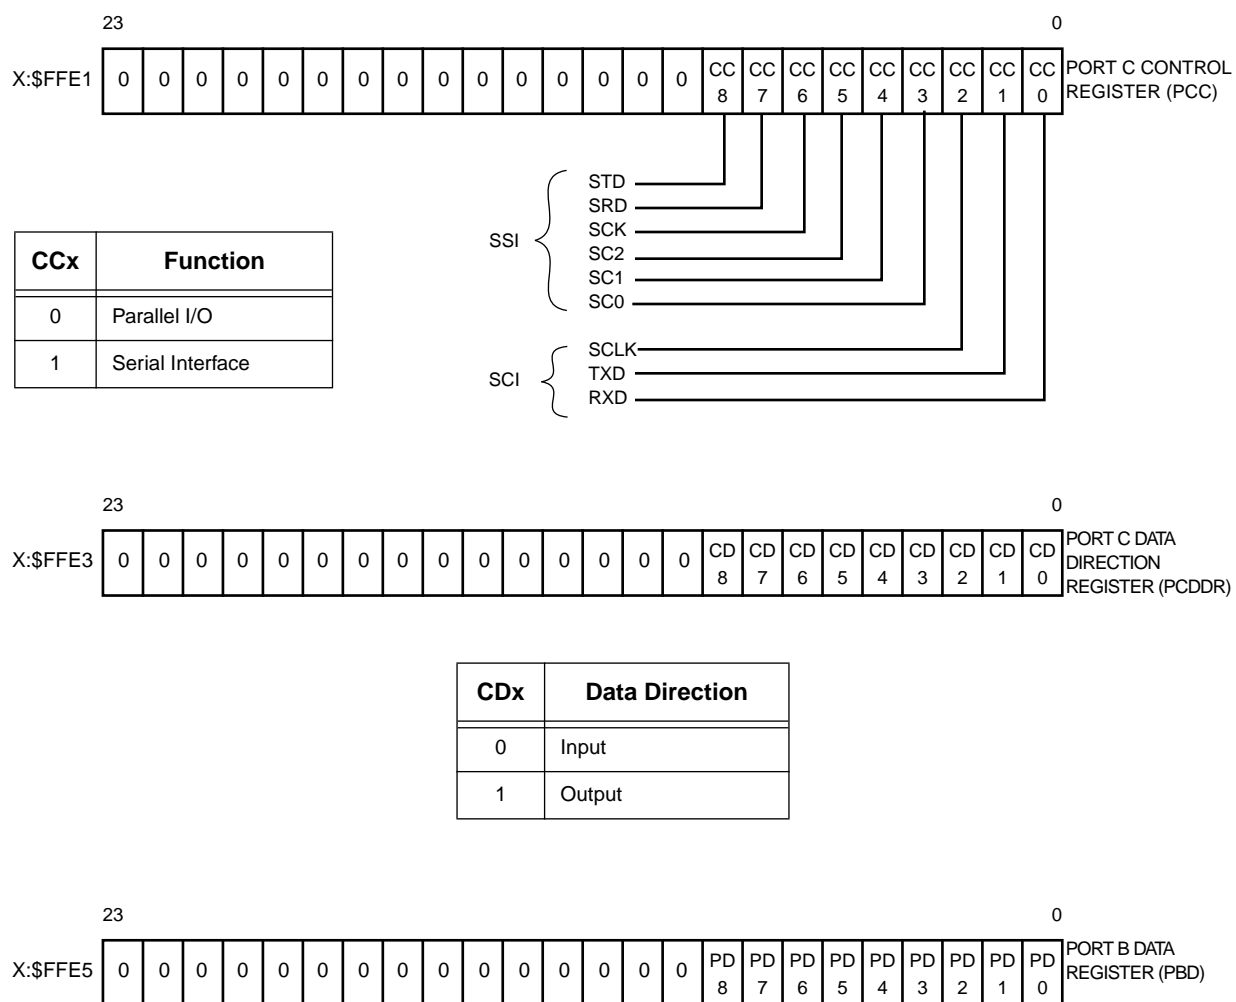 23 0
X:$FFE1 0 0 0 0 0 0 0 0 0 0 0 0 0 0 0 CC CC CC CC CC CC CC CC CC PORT C CONTROL
8 7 6 5 4 3 2 1 0 REGISTER (PCC)
STD
SRD
SCK
SSI
SC2
SC1
SC0
SCLK
TXD
SCI
RXD
CCx Function
0 Parallel I/O
1 Serial Interface
23 0
X:$FFE3 0 0 0 0 0 0 0 0 0 0 0 0 0 0 0 CD CD CD CD CD CD CD CD CD PORT C DATA
8 7 6 5 4 3 2 1 0 DIRECTION
REGISTER (PCDDR)
CDx Data Direction
0 Input
1 Output
23 0
X:$FFE5 0 0 0 0 0 0 0 0 0 0 0 0 0 0 0 PD PD PD PD PD PD PD PD PD PORT B DATA
8 7 6 5 4 3 2 1 0 REGISTER (PBD)